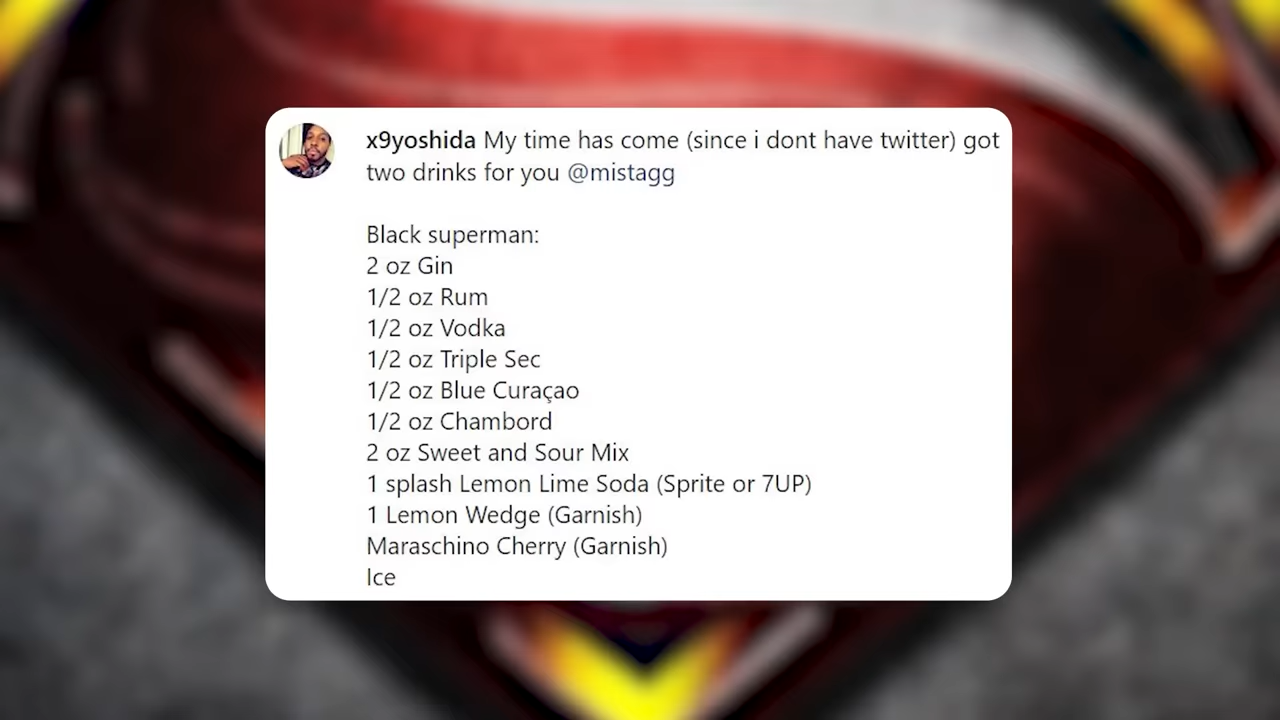 x9yoshida My time has come (since i dont have twitter) got
two drinks for you @mistagg
Black superman:
2 oz Gin
1/2 oz Rum
1/2 oz Vodka
1/2 oz Triple Sec
1/2 oz Blue Curaçao
1/2 oz Chambord
2 oz Sweet and Sour Mix
1 splash Lemon Lime Soda (Sprite or 7UP)
1 Lemon Wedge (Garnish)
Maraschino Cherry (Garnish)
Ice